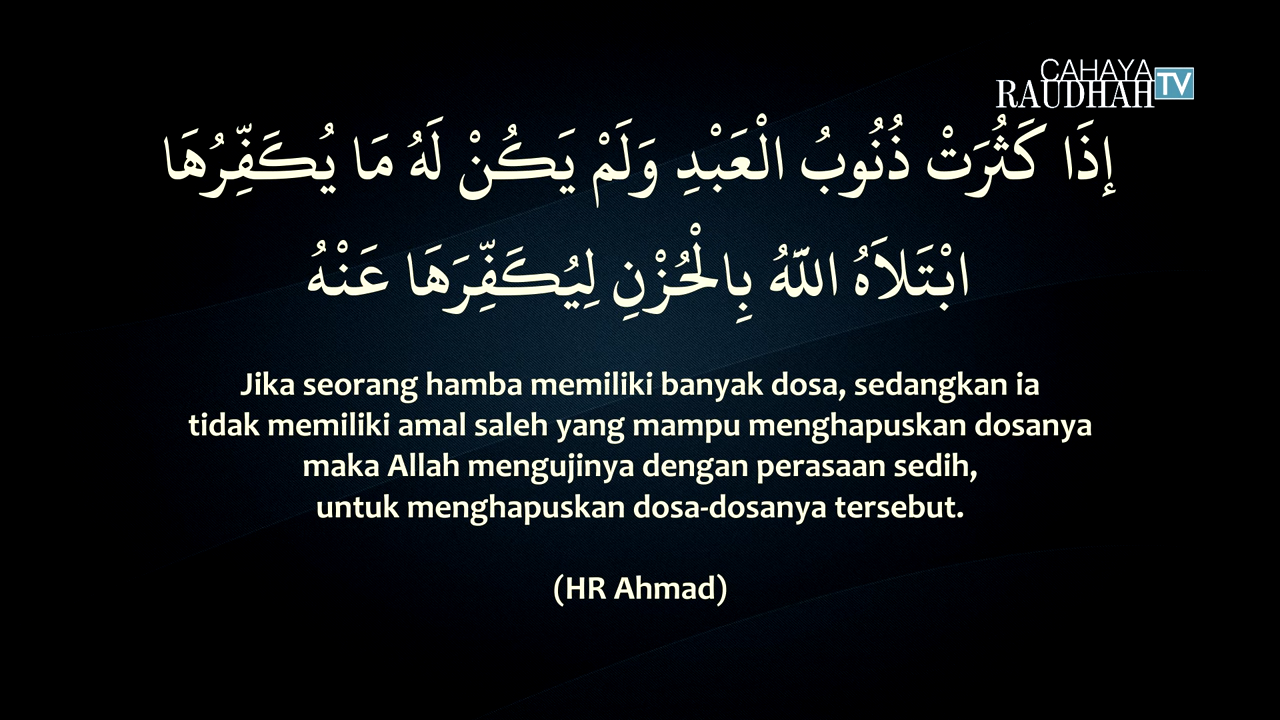 CAHAYA
RAUDHAH TV
إِذَا كَثُرَتْ ذُنُوبُ الْعَبْدِ وَلَمْ يَكُنْ لَهُ مَا يُكَفِّرُهَا
ابْتَلاَهُ اللّٰهُ بِالْحُزْنِ لِيُكَفِّرَهَا عَنْهُ
Jika seorang hamba memiliki banyak dosa, sedangkan ia
tidak memiliki amal saleh yang mampu menghapuskan dosanya
maka Allah mengujinya dengan perasaan sedih,
untuk menghapuskan dosa-dosanya tersebut.
(HR Ahmad)